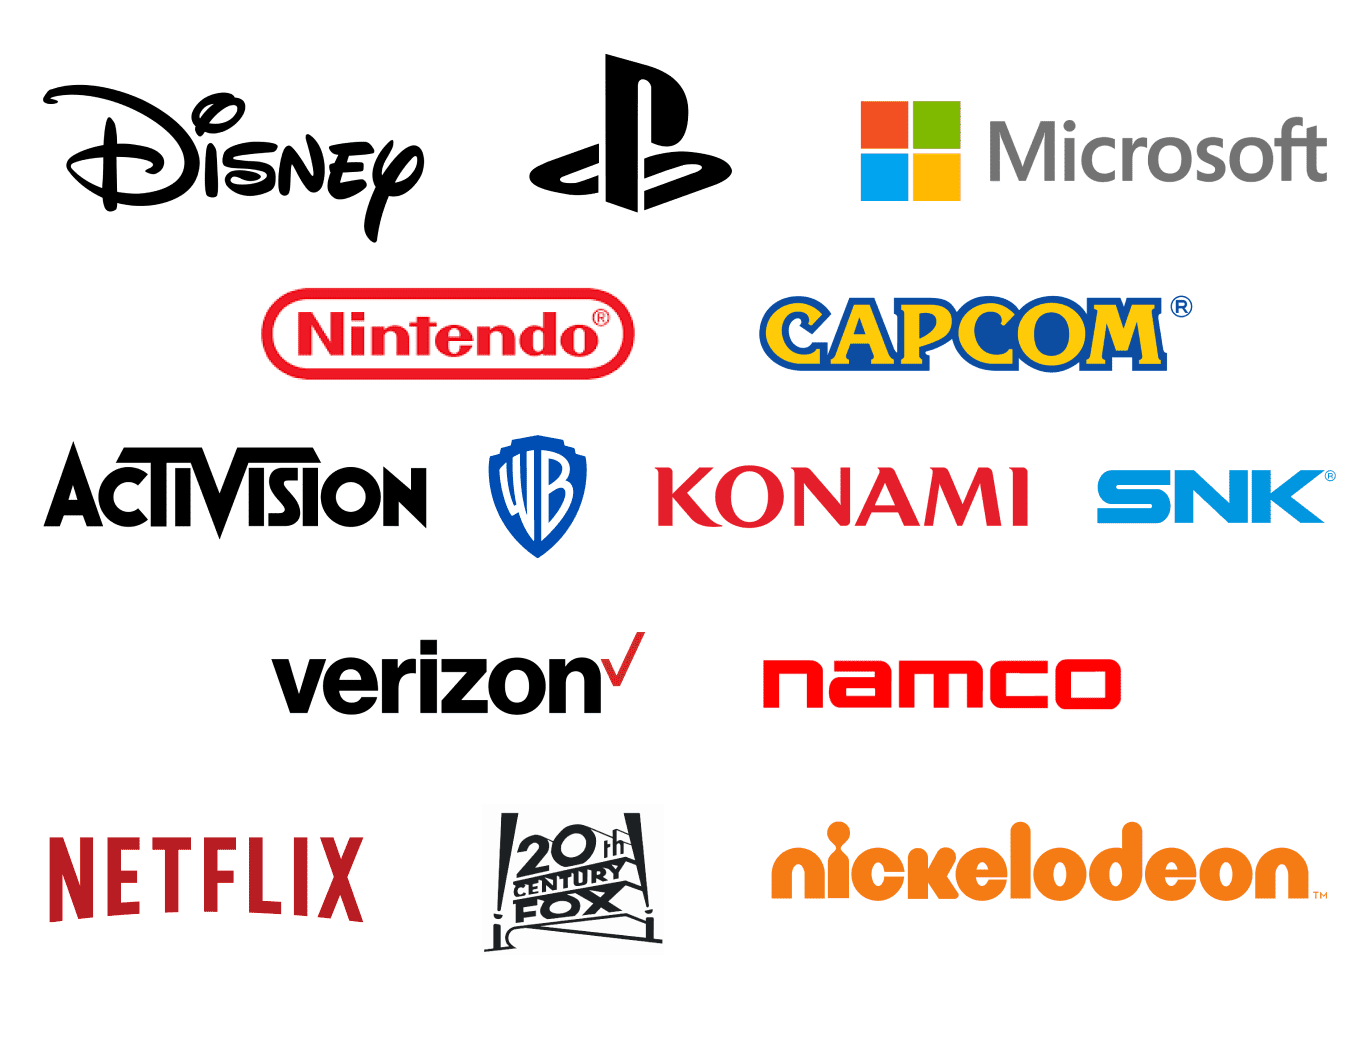 Disney Microsoft
Nintendo® CAPCOM®
ACTIVISION WB KONAMI SNK®
verizon namco
NETFLIX 20th CENTURY FOX nickelodeon™